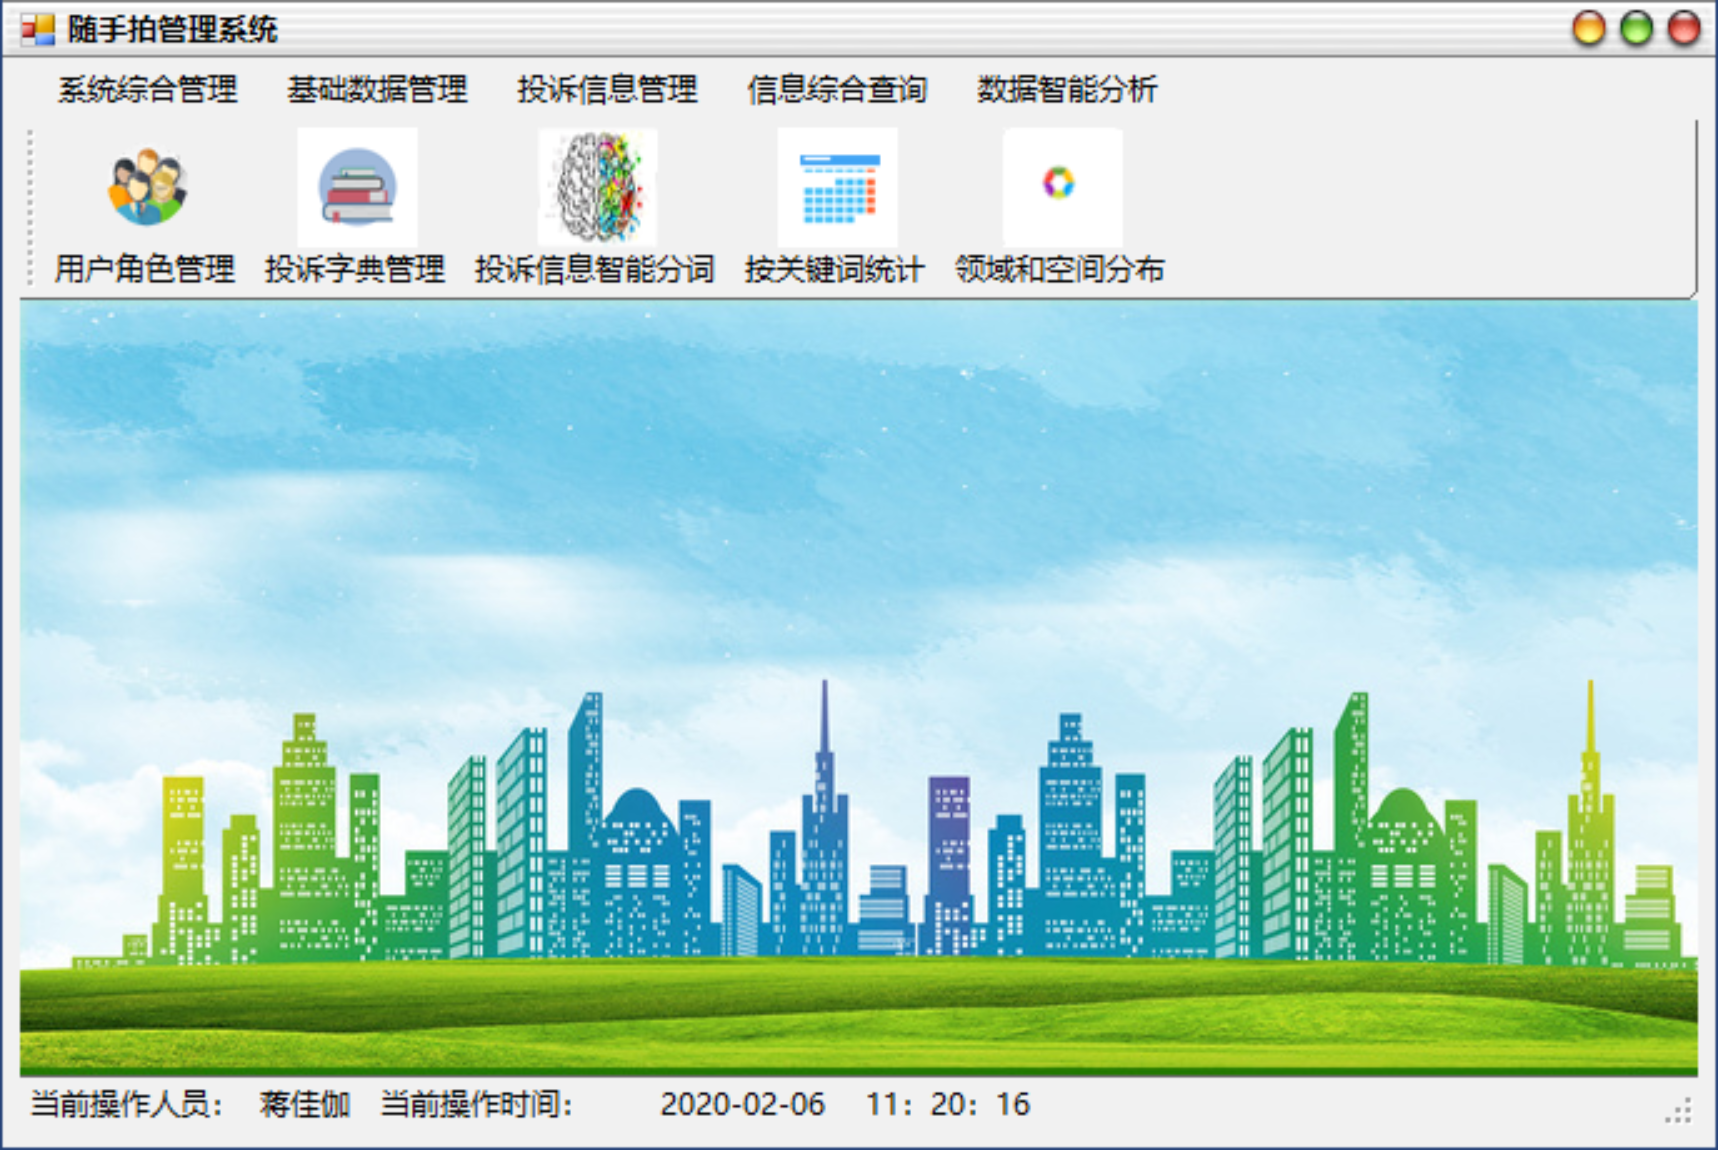 随手拍管理系统
系统综合管理 基础数据管理 投诉信息管理 信息综合查询 数据智能分析
用户角色管理 投诉字典管理 投诉信息智能分词 按关键词统计 领域和空间分布
当前操作人员： 蒋佳伽 当前操作时间： 2020-02-06 11：20：16